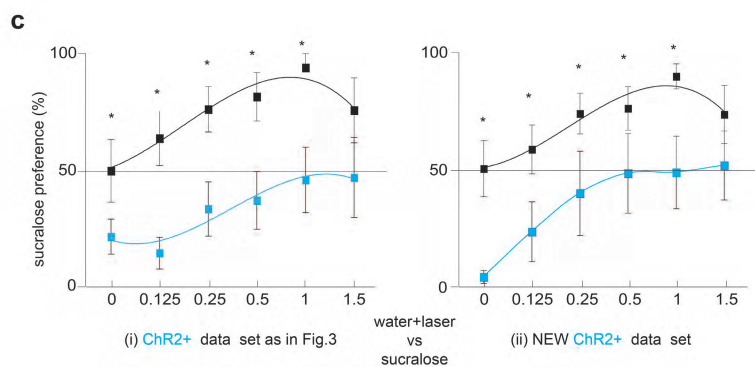 c
100
50
0
sucralose preference (%)
* * * * *
0 0.125 0.25 0.5 1 1.5
(i) ChR2+ data set as in Fig.3
water+laser
vs
sucralose
100
50
0
* * * * *
0 0.125 0.25 0.5 1 1.5
(ii) NEW ChR2+ data set